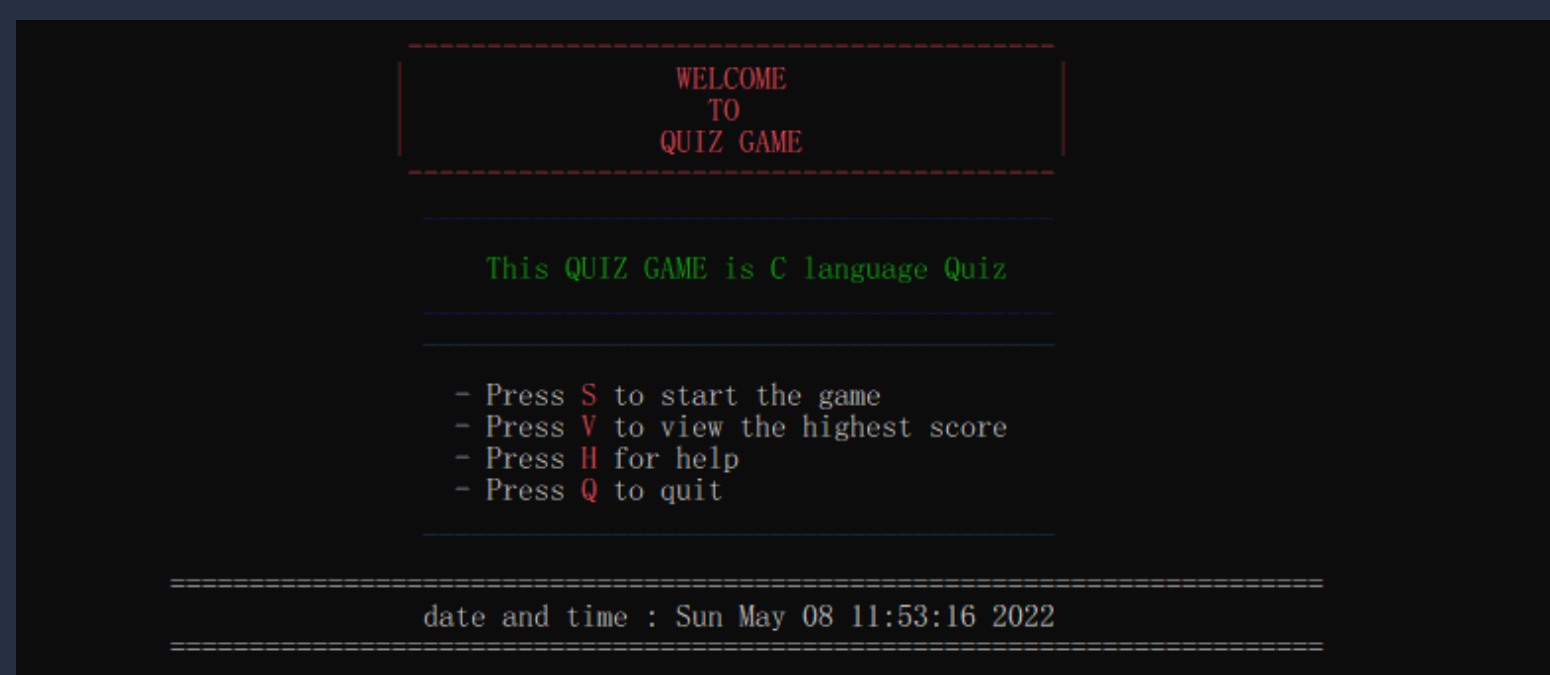 WELCOME
TO
QUIZ GAME
This QUIZ GAME is C language Quiz
- Press S to start the game
- Press V to view the highest score
- Press H for help
- Press Q to quit
date and time : Sun May 08 11:53:16 2022